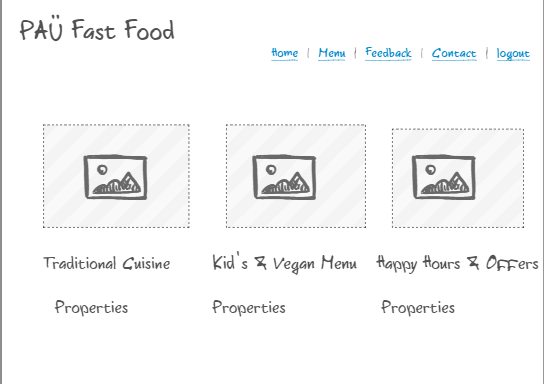 PAÜ Fast Food
Home | Menu | Feedback | Contact | logout
Traditional Cuisine
Kid's & Vegan Menu
Happy Hours & Offers
Properties
Properties
Properties